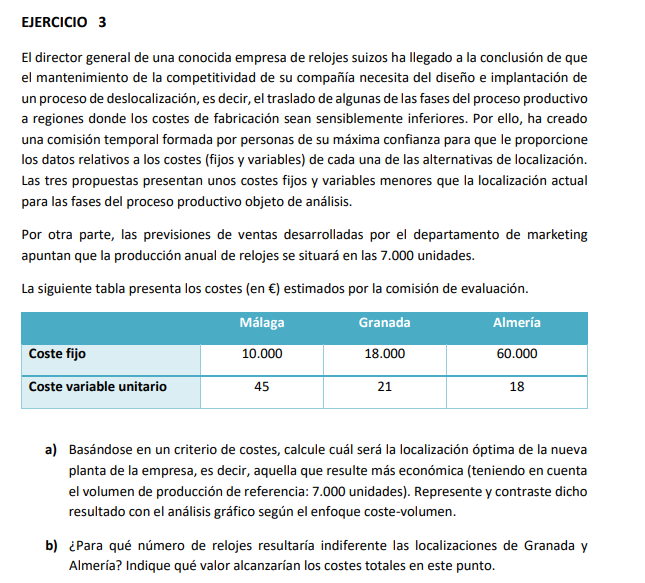 EJERCICIO 3
El director general de una conocida empresa de relojes suizos ha llegado a la conclusión de que
el mantenimiento de la competitividad de su compañía necesita del diseño e implantación de
un proceso de deslocalización, es decir, el traslado de algunas de las fases del proceso productivo
a regiones donde los costes de fabricación sean sensiblemente inferiores. Por ello, ha creado
una comisión temporal formada por personas de su máxima confianza para que le proporcione
los datos relativos a los costes (fijos y variables) de cada una de las alternativas de localización.
Las tres propuestas presentan unos costes fijos y variables menores que la localización actual
para las fases del proceso productivo objeto de análisis.
Por otra parte, las previsiones de ventas desarrolladas por el departamento de marketing
apuntan que la producción anual de relojes se situará en las 7.000 unidades.
La siguiente tabla presenta los costes (en €) estimados por la comisión de evaluación.
Málaga Granada Almería
Coste fijo 10.000 18.000 60.000
Coste variable unitario 45 21 18
a) Basándose en un criterio de costes, calcule cuál será la localización óptima de la nueva
planta de la empresa, es decir, aquella que resulte más económica (teniendo en cuenta
el volumen de producción de referencia: 7.000 unidades). Represente y contraste dicho
resultado con el análisis gráfico según el enfoque coste-volumen.
b) ¿Para qué número de relojes resultaría indiferente las localizaciones de Granada y
Almería? Indique qué valor alcanzarían los costes totales en este punto.